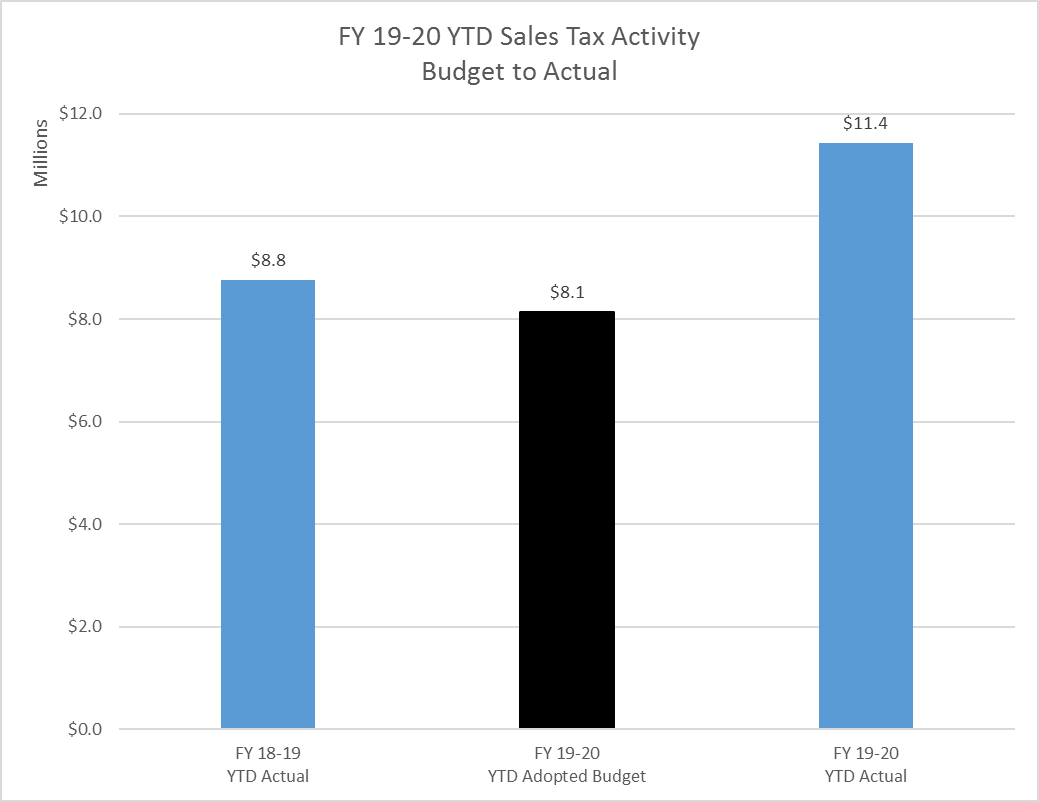 FY 19-20 YTD Sales Tax Activity
Budget to Actual
Millions
$12.0
$10.0
$8.0
$6.0
$4.0
$2.0
$0.0
$8.8
$8.1
$11.4
FY 18-19
YTD Actual
FY 19-20
YTD Adopted Budget
FY 19-20
YTD Actual